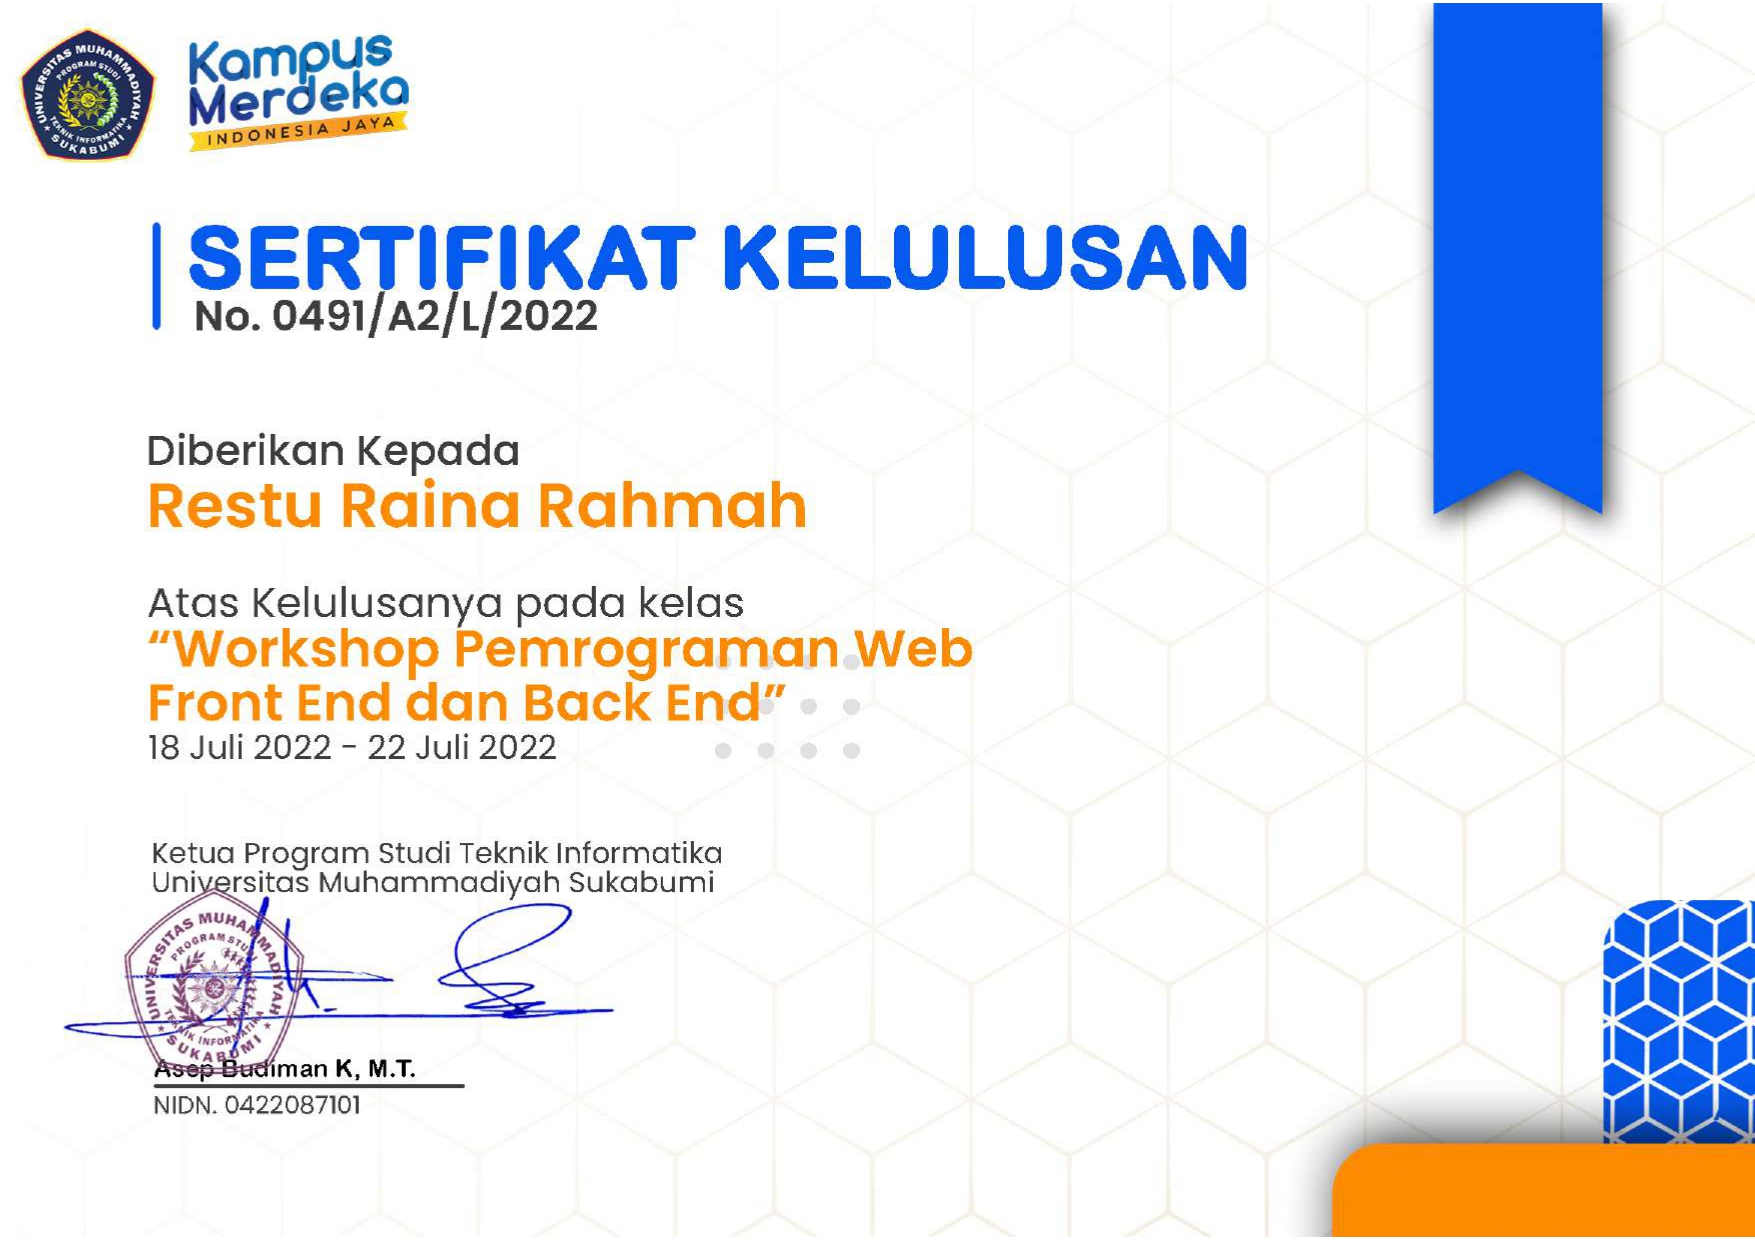 UNIVERSITAS MUHAMMADIYAH
SUKABUMI
PROGRAM STUDI
TEKNIK INFORMATIKA
Kampus
Merdeka
INDONESIA JAYA
SERTIFIKAT KELULUSAN
No. 0491/A2/L/2022
Diberikan Kepada
Restu Raina Rahmah
Atas Kelulusanya pada kelas
“Workshop Pemrograman Web
Front End dan Back End”
18 Juli 2022 - 22 Juli 2022
Ketua Program Studi Teknik Informatika
Universitas Muhammadiyah Sukabumi
UNIVERSITAS MUHAMMADIYAH
SUKABUMI
PROGRAM STUDI
TEKNIK INFORMATIKA
Asep Budiman K, M.T.
NIDN. 0422087101